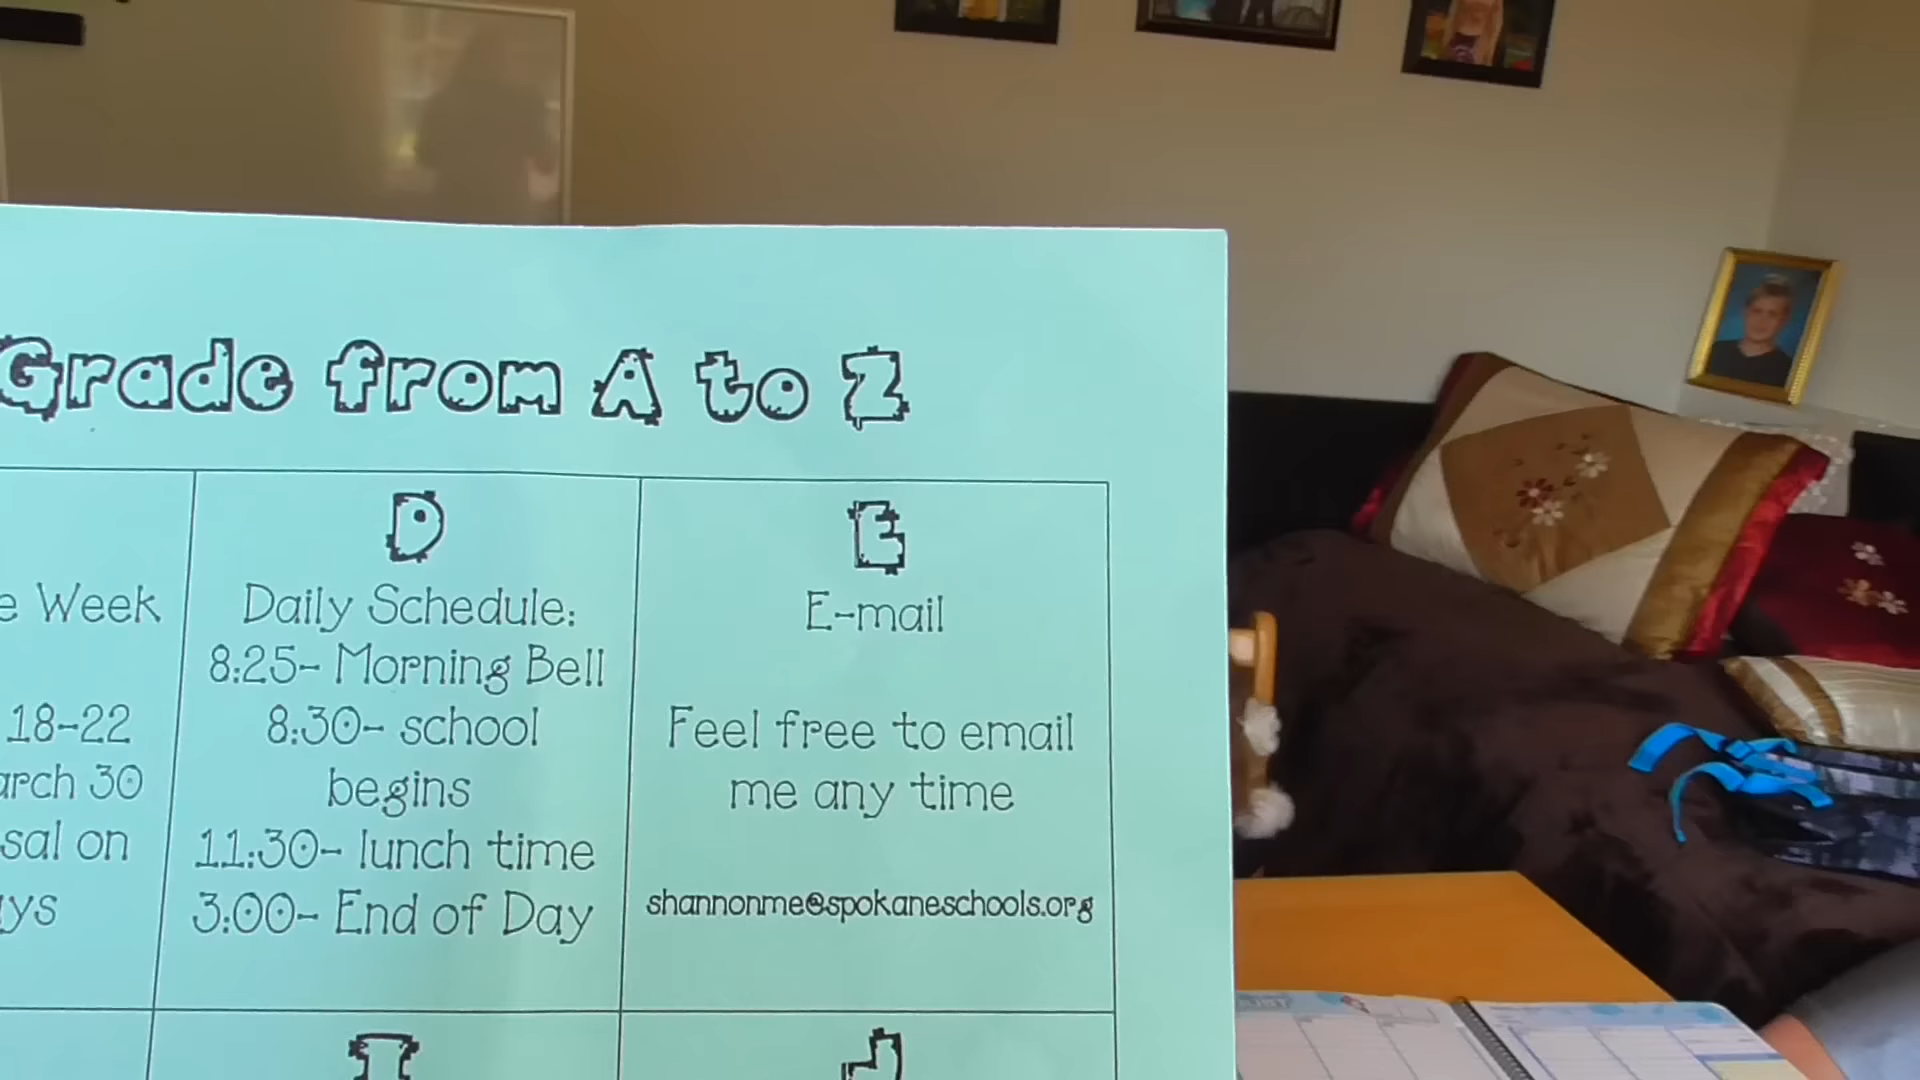 Grade from A to Z
e Week
18-22
arch 30
sal on
ys
D
Daily Schedule:
8:25- Morning Bell
8:30- school
begins
11:30- lunch time
3:00- End of Day
E
E-mail
Feel free to email
me any time
shannonme@spokaneschools.org
I
J